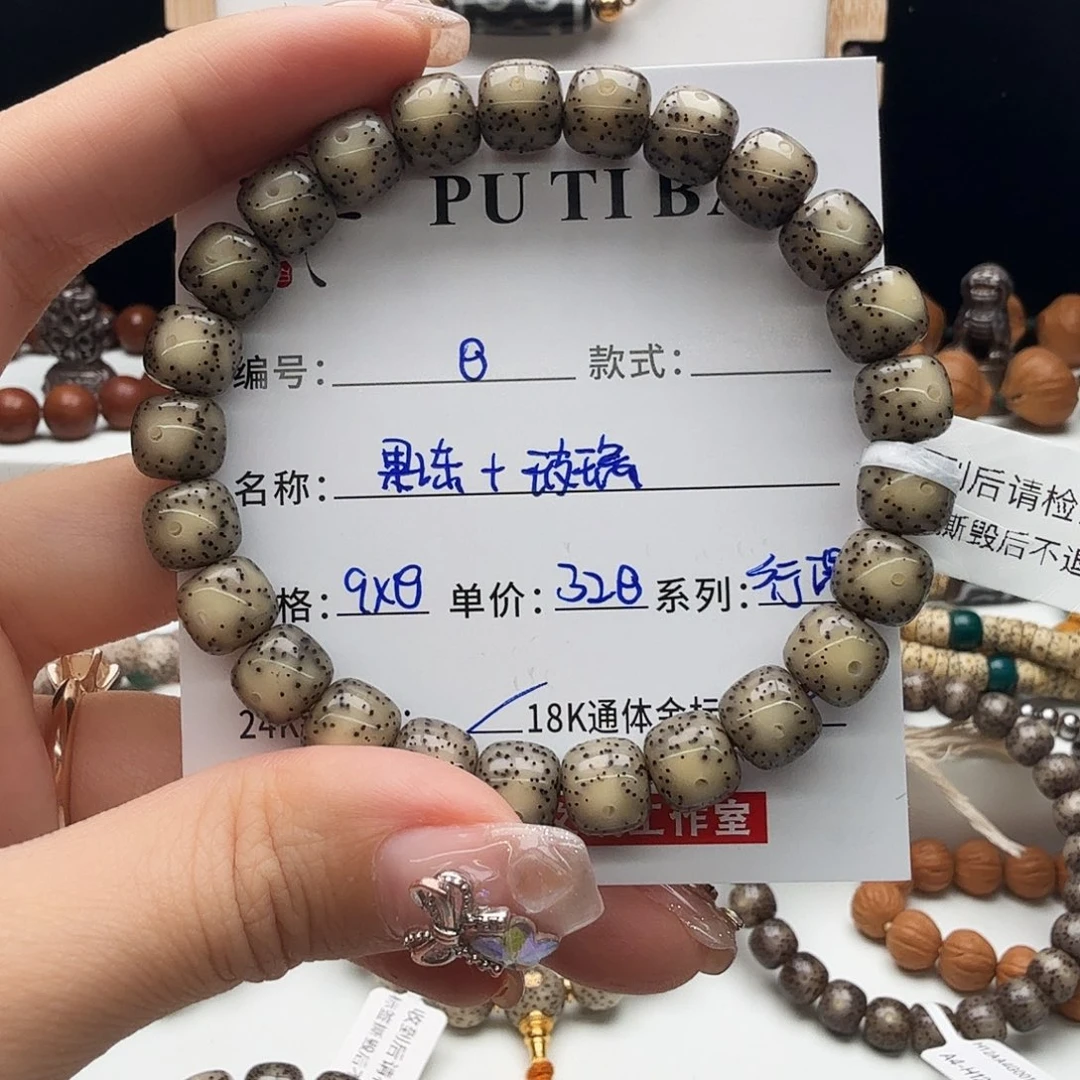 PU TI BA
编号： 8 款式：
名称： 果冻+玻璃
格： 9x8 单价： 328 系列： 行
24K ： 18K通体金标
工作室
后请检
撕毁后不退